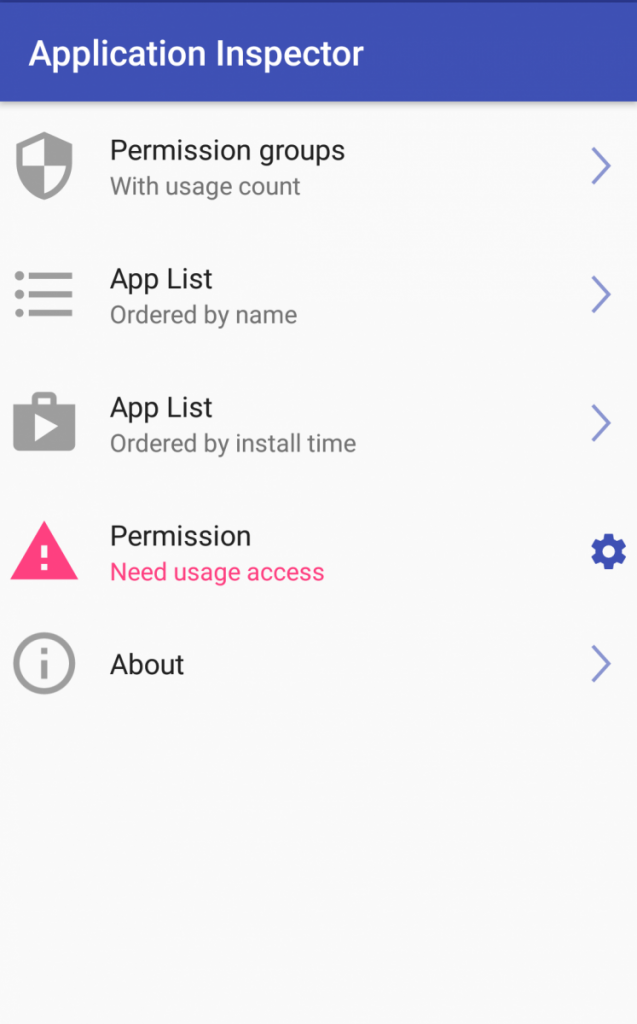 Application Inspector
Permission groups
With usage count
App List
Ordered by name
App List
Ordered by install time
Permission
Need usage access
About